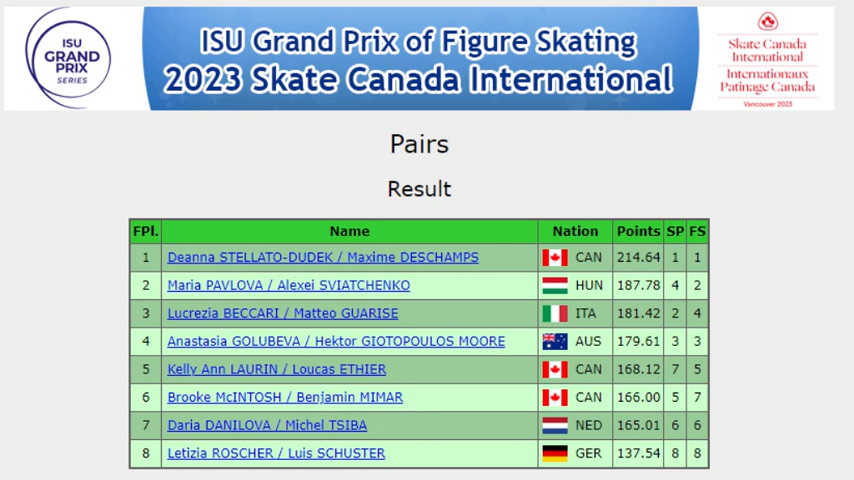 ISU
GRAND
PRIX
SERIES
ISU Grand Prix of Figure Skating
2023 Skate Canada International
Skate Canada
International
Internationaux
Patinage Canada
Vancouver 2023
Pairs
Result
FPl. Name Nation Points SP FS
1 Deanna STELLATO-DUDEK / Maxime DESCHAMPS CAN 214.64 1 1
2 Maria PAVLOVA / Alexei SVIATCHENKO HUN 187.78 4 2
3 Lucrezia BECCARI / Matteo GUARISE ITA 181.42 2 4
4 Anastasia GOLUBEVA / Hektor GIOTOPOULOS MOORE AUS 179.61 3 3
5 Kelly Ann LAURIN / Loucas ETHIER CAN 168.12 7 5
6 Brooke McINTOSH / Benjamin MIMAR CAN 166.00 5 7
7 Daria DANILOVA / Michel TSIBA NED 165.01 6 6
8 Letizia ROSCHER / Luis SCHUSTER GER 137.54 8 8